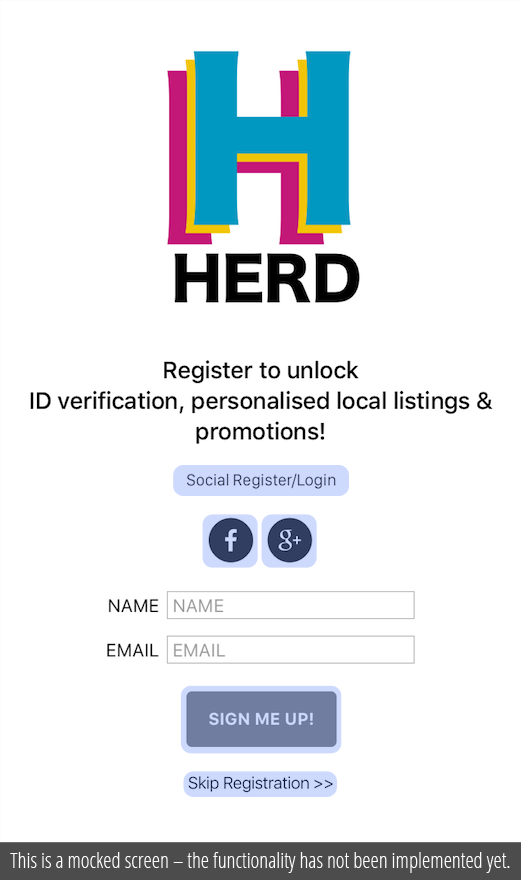 H
HERD
Register to unlock
ID verification, personalised local listings &
promotions!
Social Register/Login
f g+
NAME NAME
EMAIL EMAIL
SIGN ME UP!
Skip Registration >>
This is a mocked screen – the functionality has not been implemented yet.